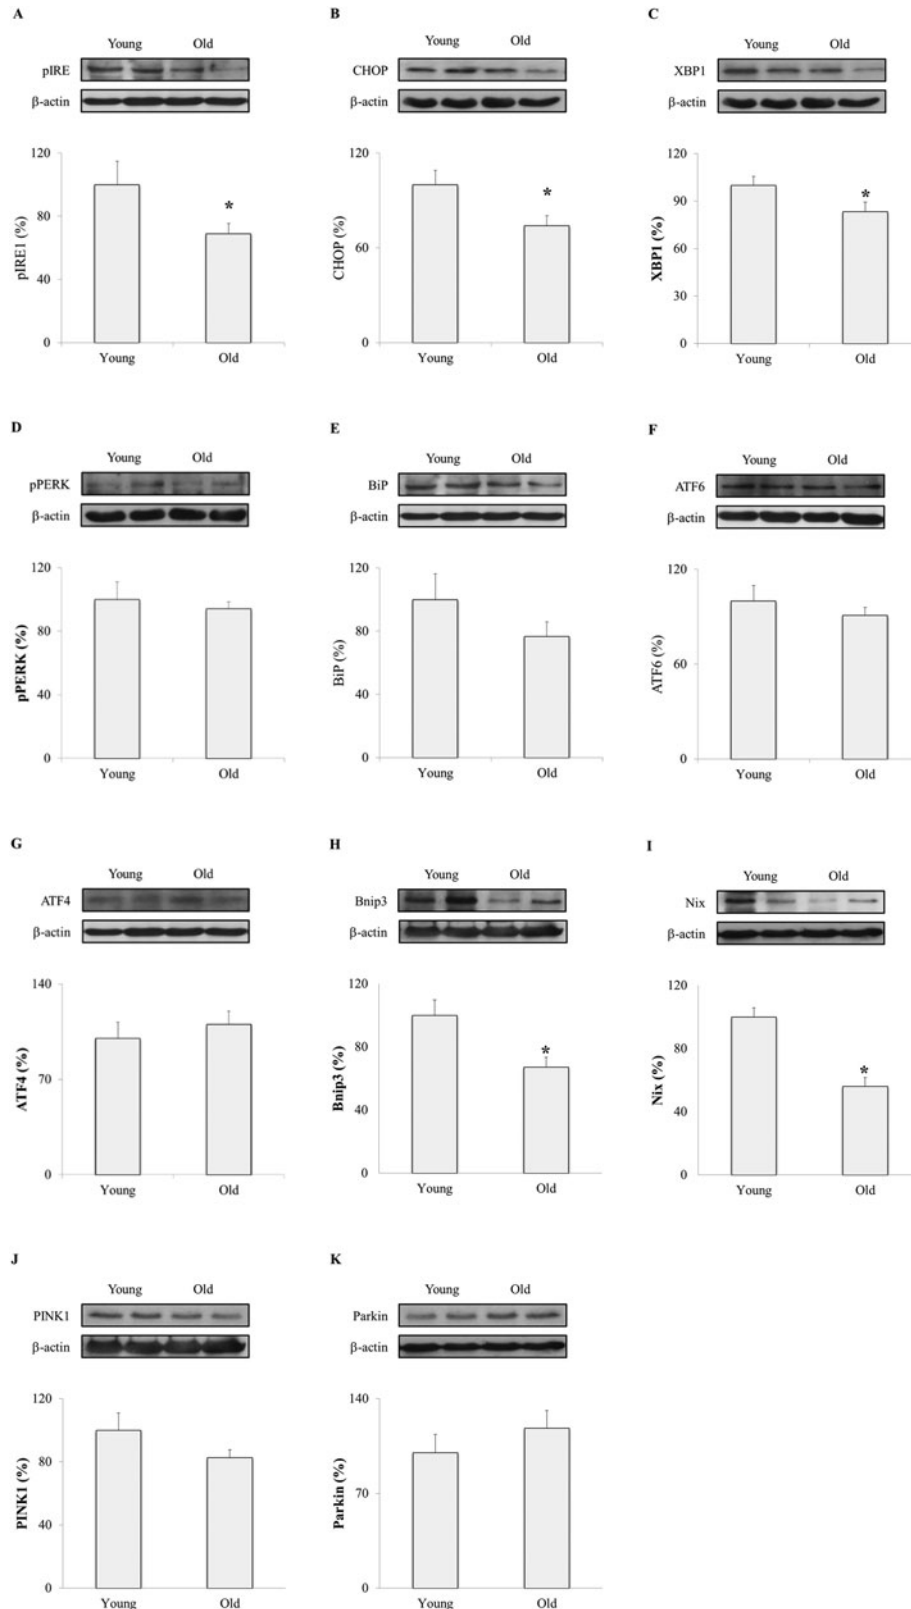 A
Young Old
pIRE
β-actin
120
80
40
0
pIRE1 (%)
*
Young Old
B
Young Old
CHOP
β-actin
120
60
0
CHOP (%)
*
Young Old
C
Young Old
XBP1
β-actin
120
90
60
30
0
XBP1 (%)
*
Young Old
D
Young Old
pPERK
β-actin
120
80
40
0
pPERK (%)
Young Old
E
Young Old
BiP
β-actin
120
80
40
0
BiP (%)
Young Old
F
Young Old
ATF6
β-actin
120
60
0
ATF6 (%)
Young Old
G
Young Old
ATF4
β-actin
140
70
0
ATF4 (%)
Young Old
H
Young Old
Bnip3
β-actin
120
80
40
0
Bnip3 (%)
*
Young Old
I
Young Old
Nix
β-actin
120
80
40
0
Nix (%)
*
Young Old
J
Young Old
PINK1
β-actin
120
80
40
0
PINK1 (%)
Young Old
K
Young Old
Parkin
β-actin
140
70
0
Parkin (%)
Young Old